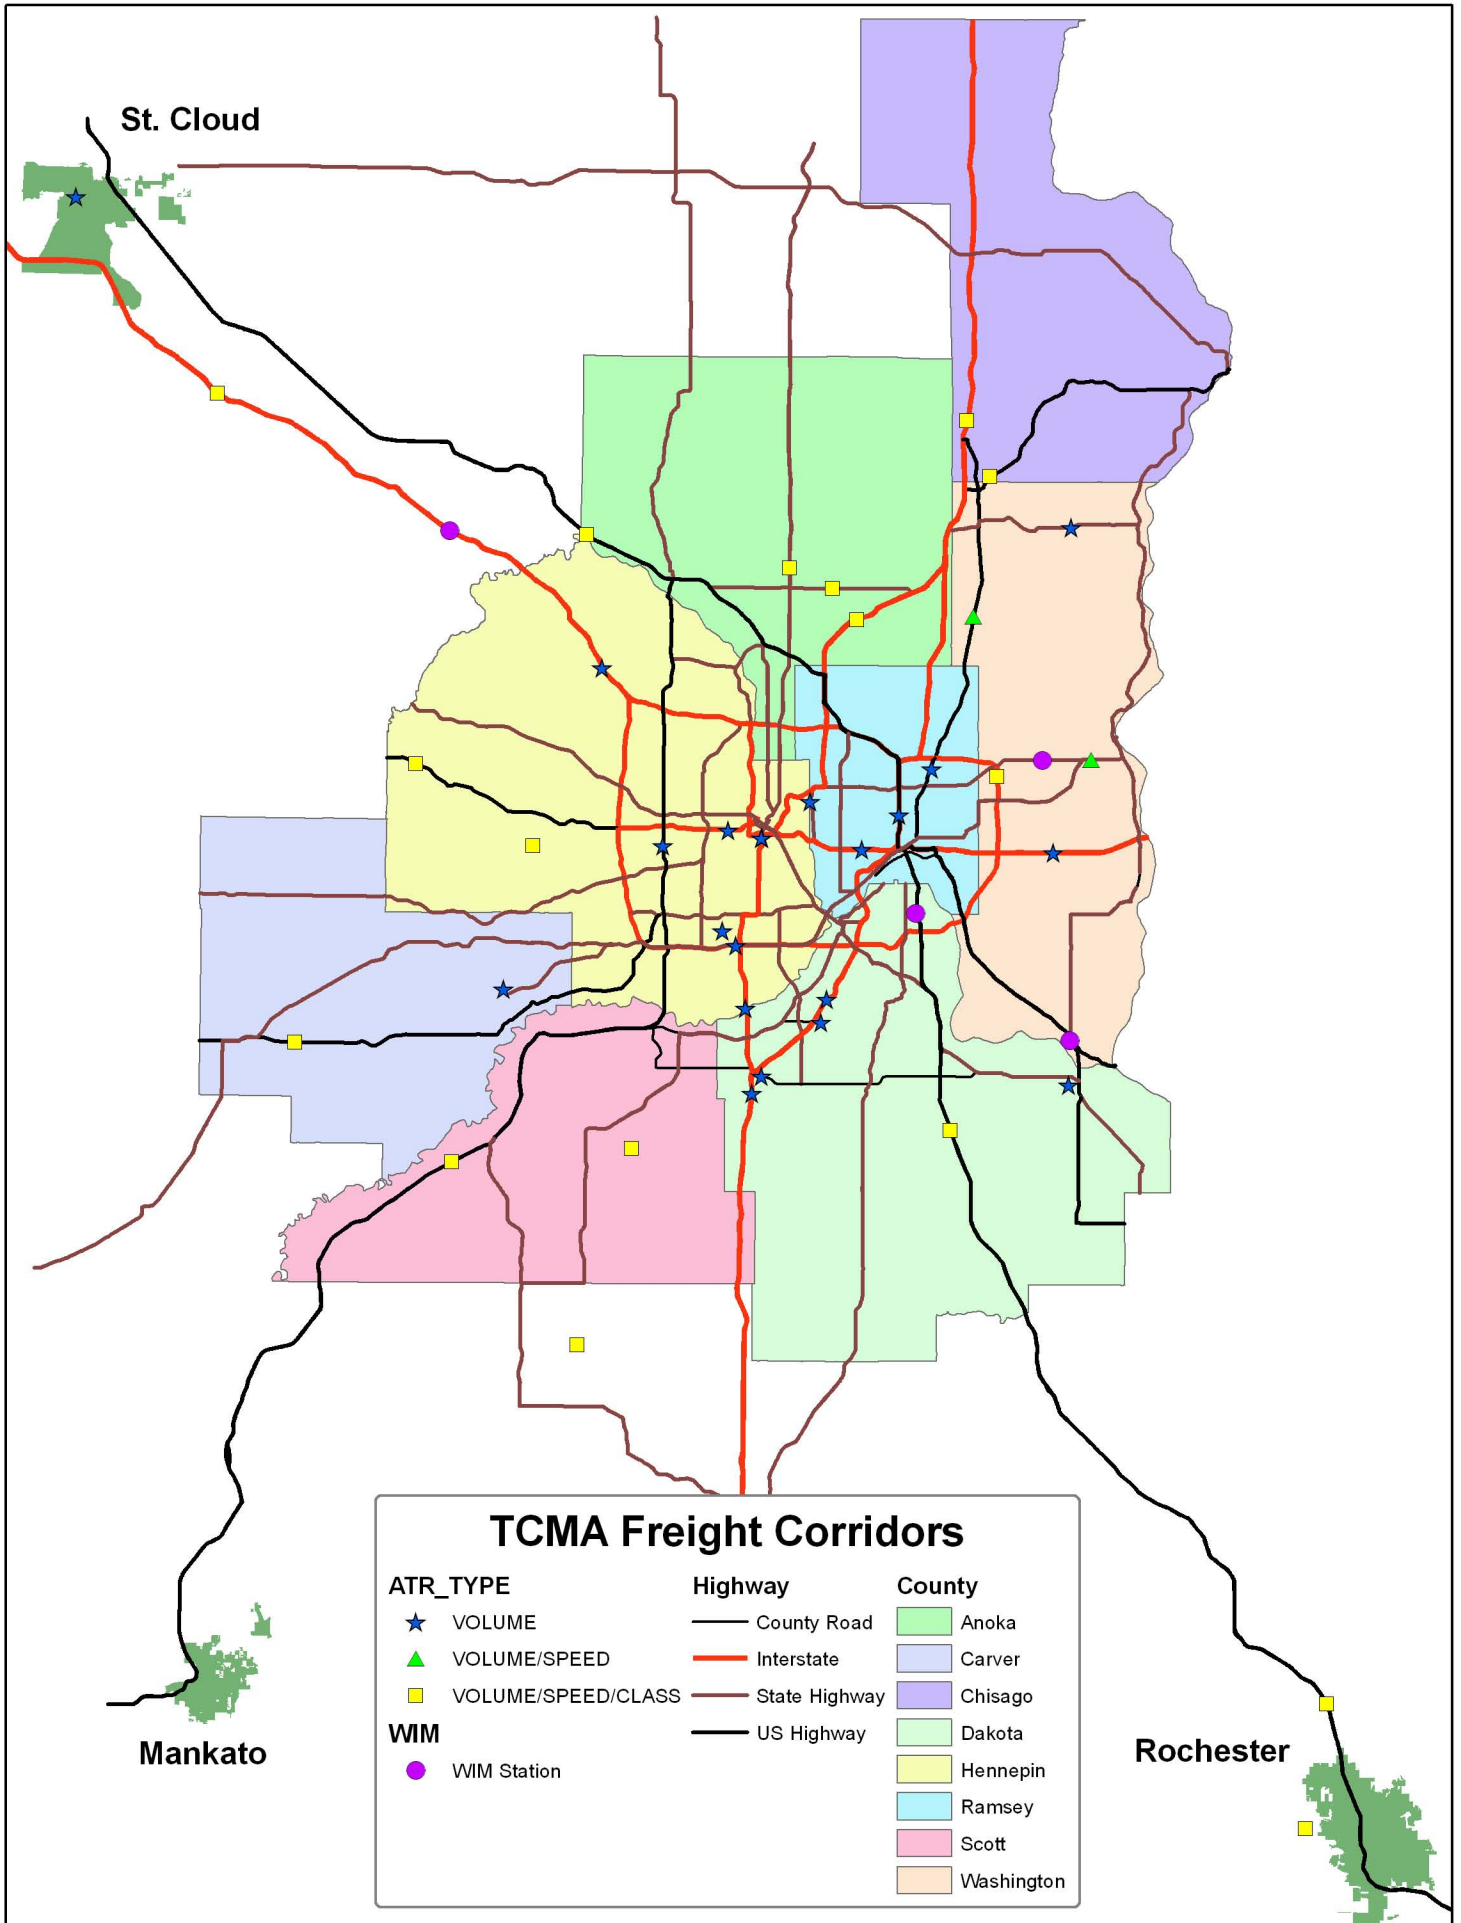 St. Cloud
Mankato
Rochester
TCMA Freight Corridors
ATR_TYPE
VOLUME
VOLUME/SPEED
VOLUME/SPEED/CLASS
WIM
WIM Station
Highway
County Road
Interstate
State Highway
US Highway
County
Anoka
Carver
Chisago
Dakota
Hennepin
Ramsey
Scott
Washington